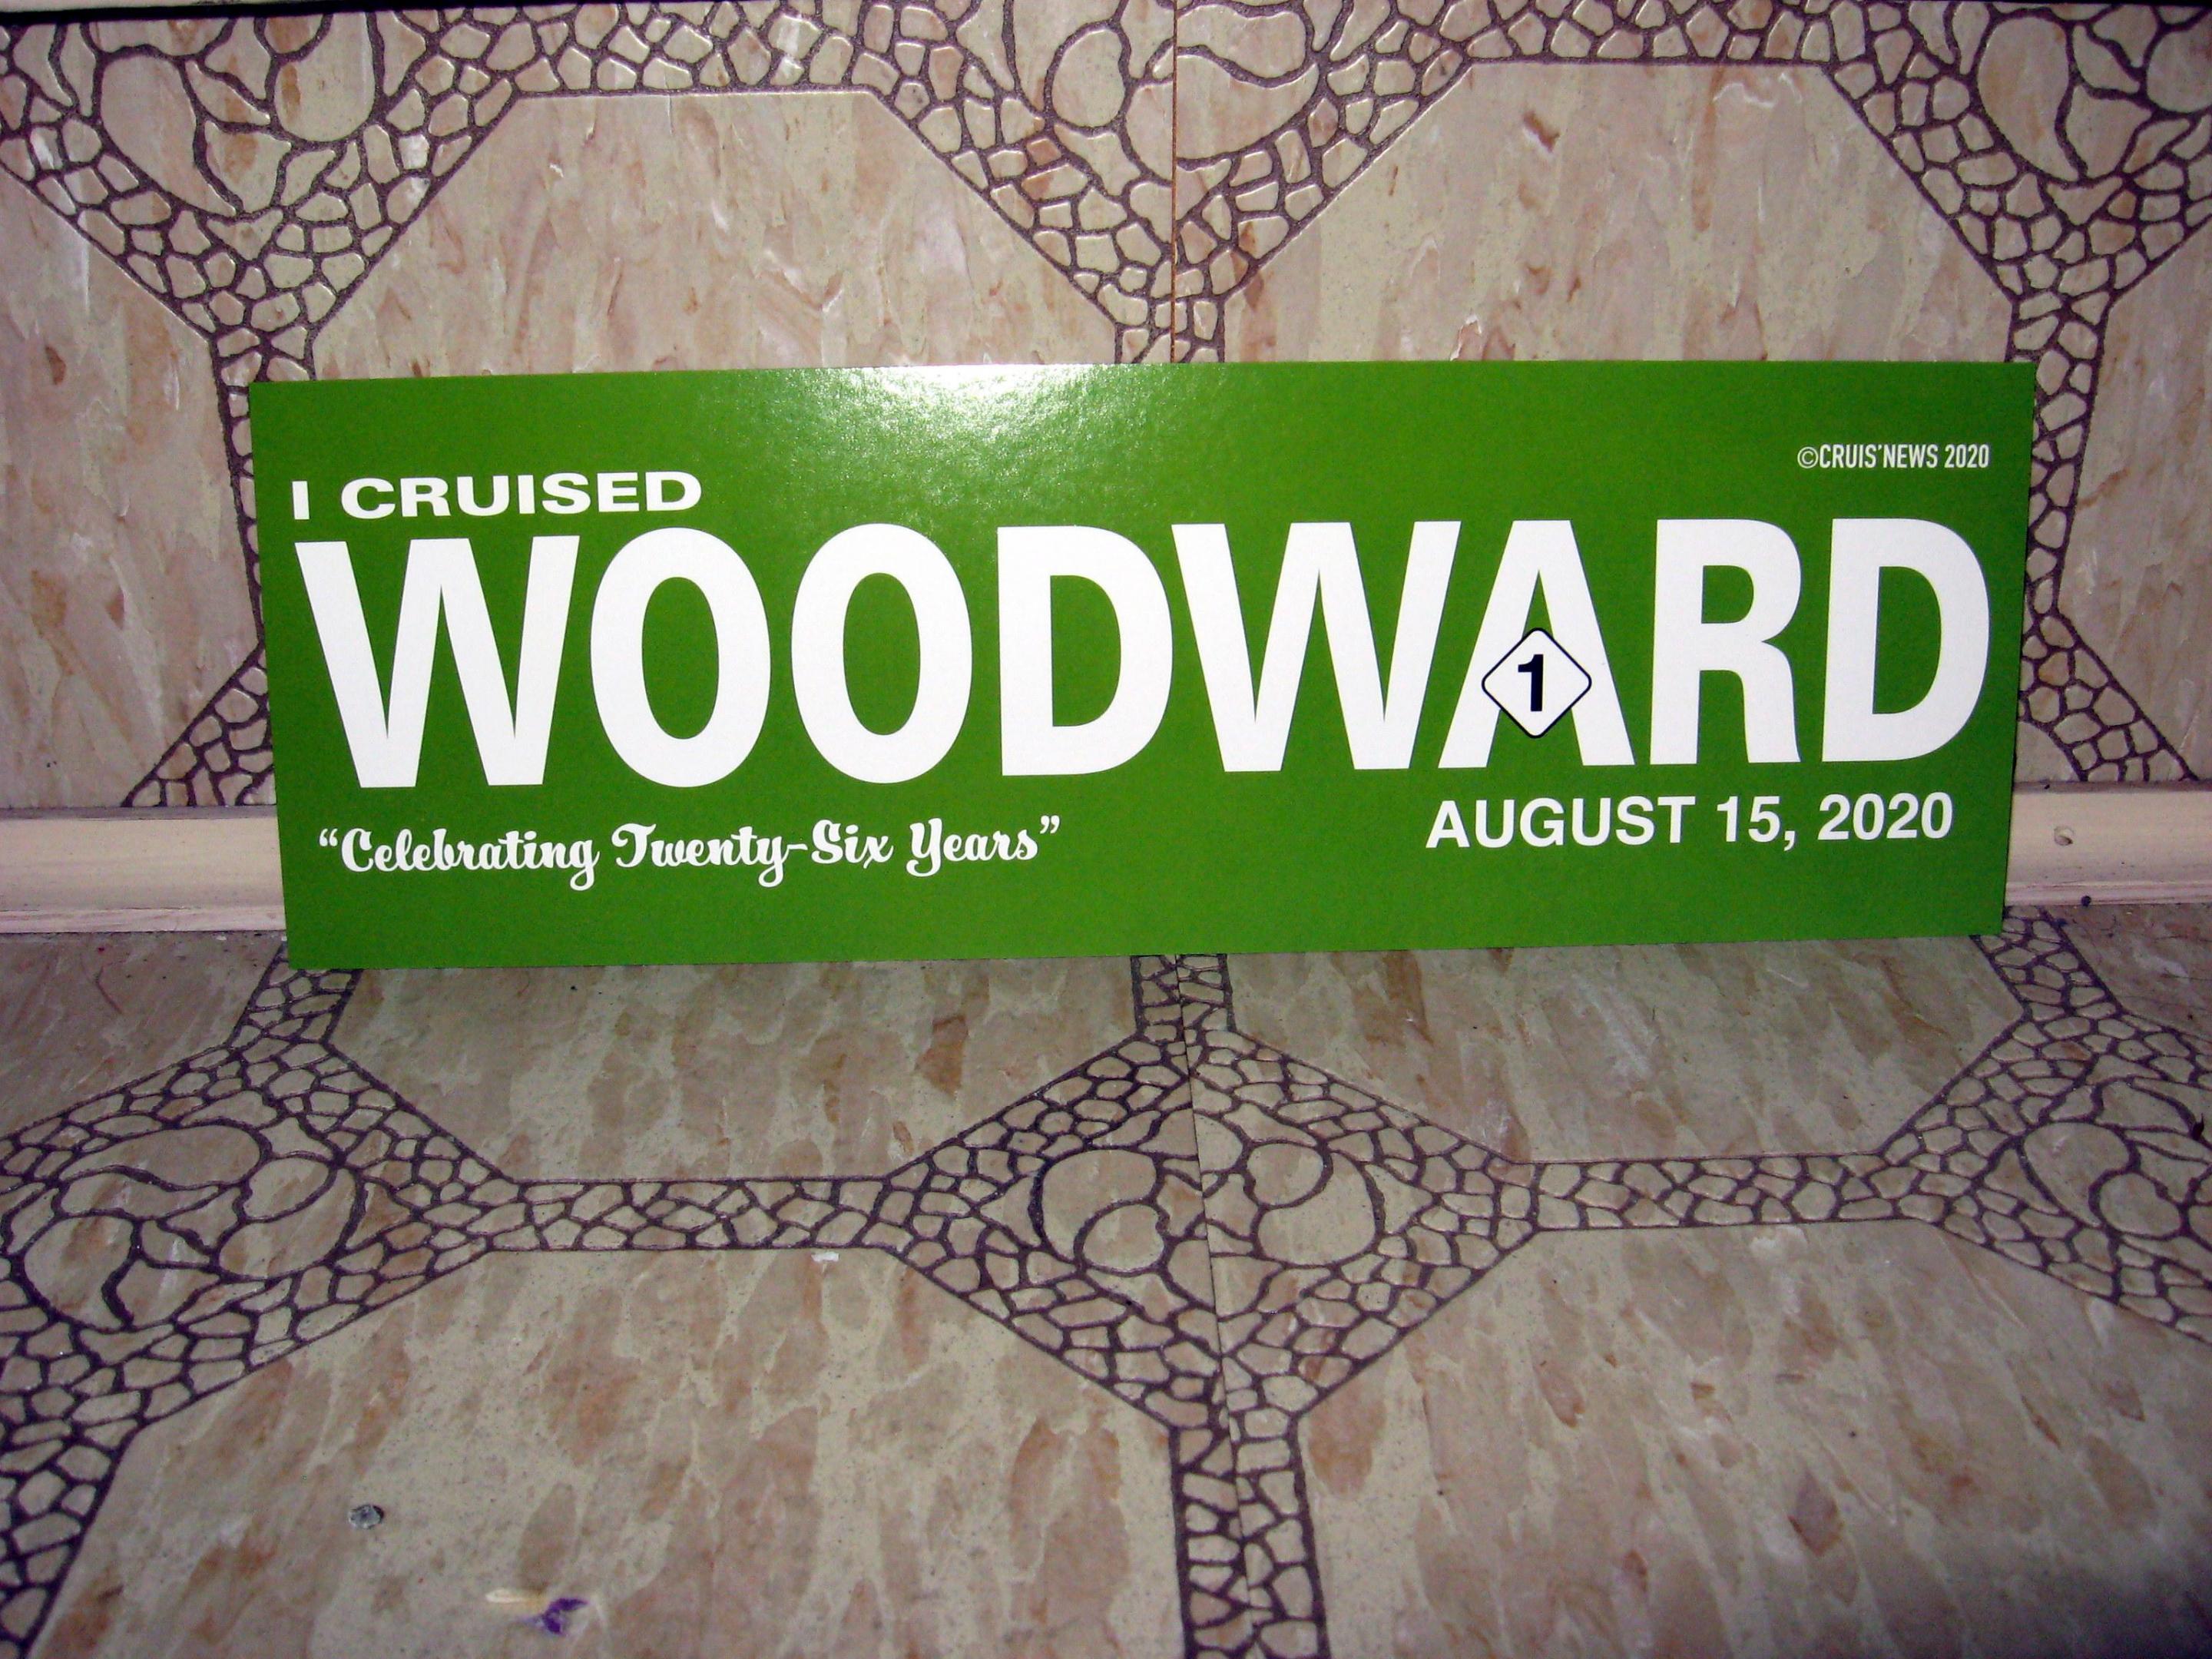 ©CRUIS'NEWS 2020
I CRUISED
WOODWARD
1
"Celebrating Twenty-Six Years"
AUGUST 15, 2020